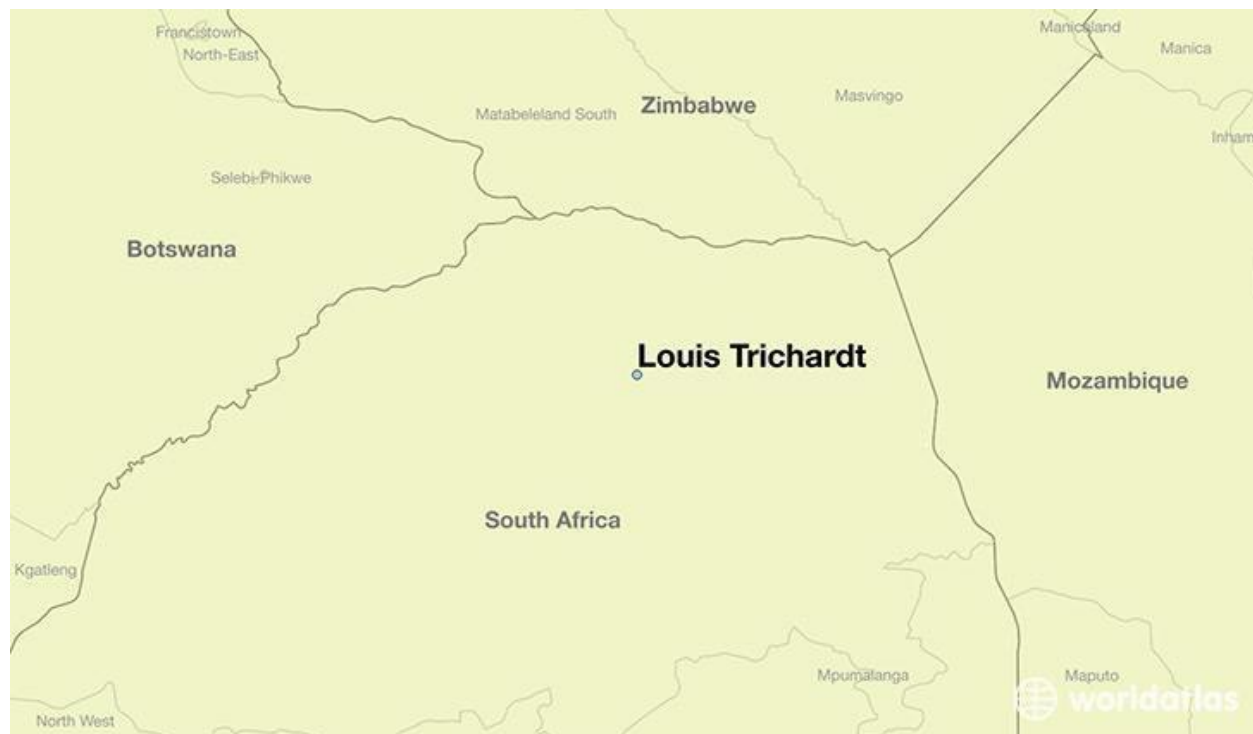 Francistown
North-East
Manicaland
Manica
Matabeleland South
Zimbabwe
Masvingo
Inham
Selebi-Phikwe
Botswana
Louis Trichardt
Mozambique
South Africa
Kgatleng
Mpumalanga
Maputo
worldatlas
North West